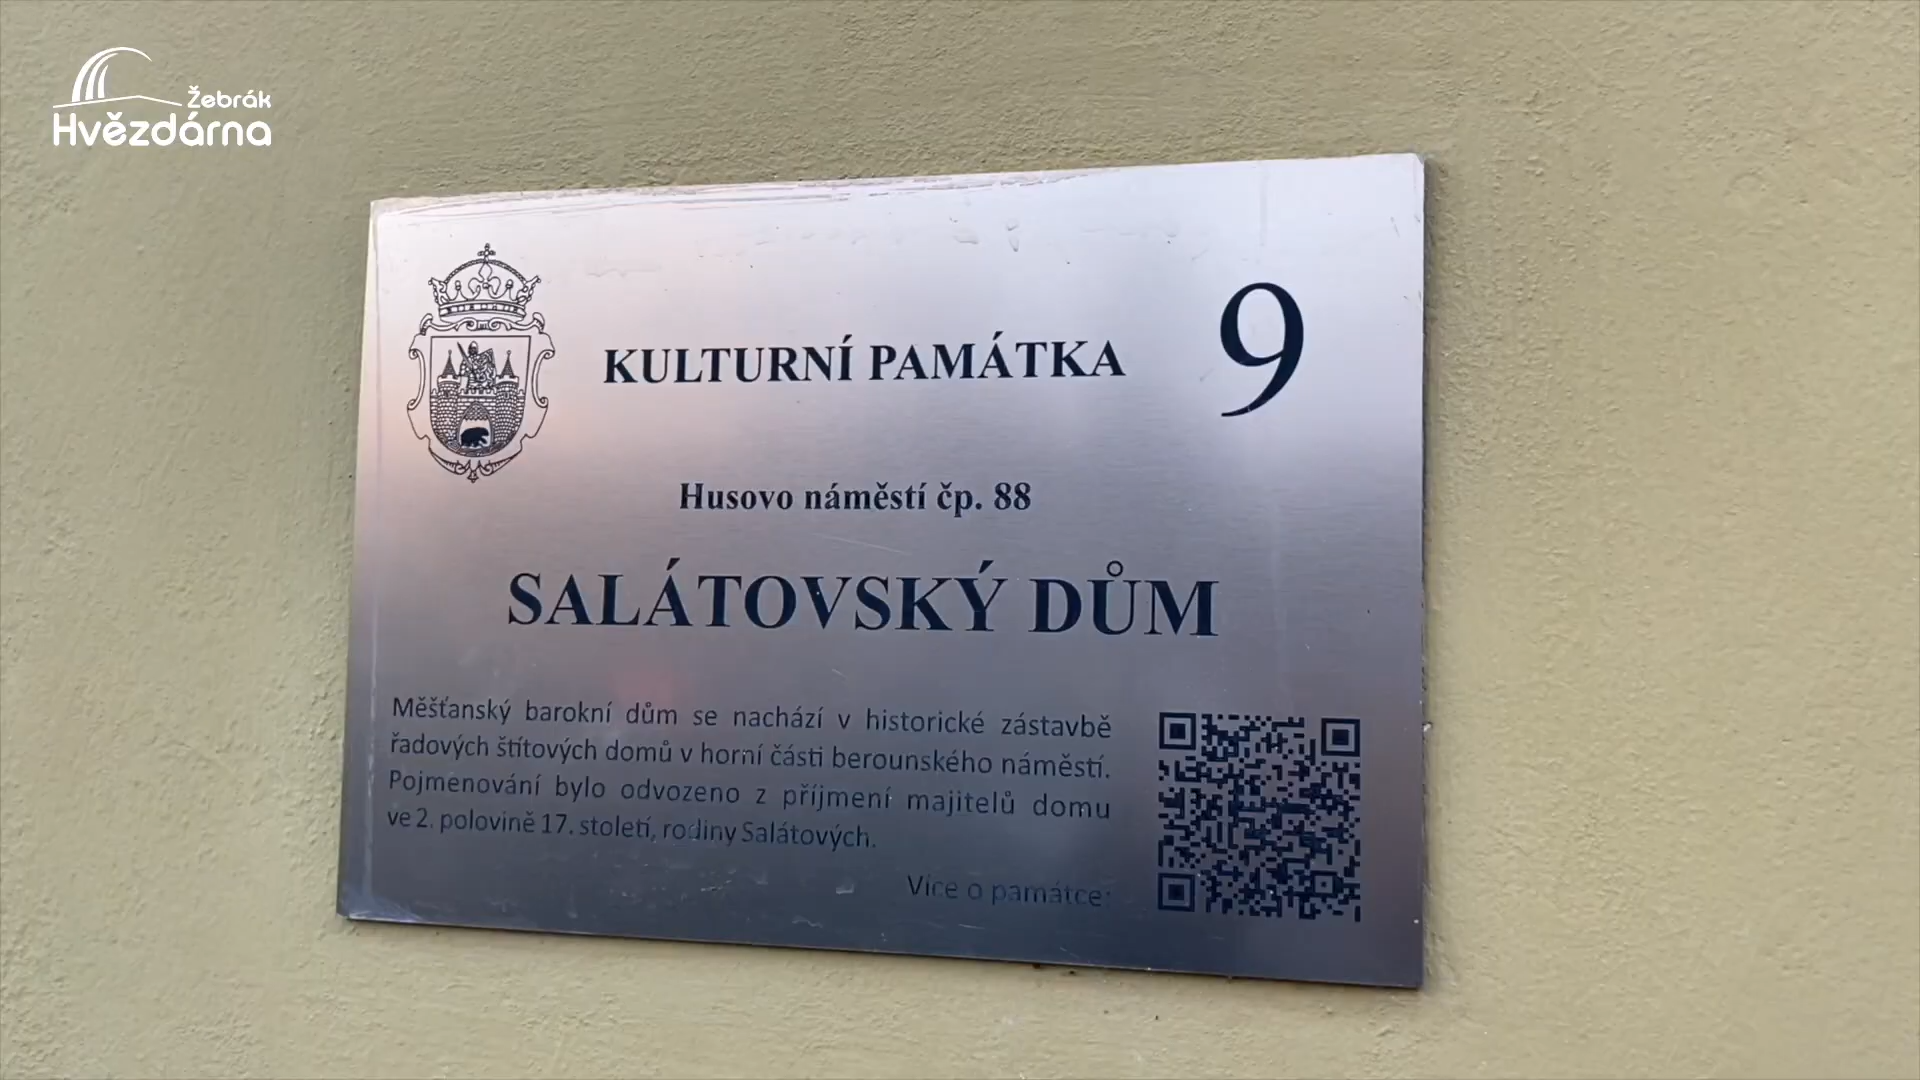 Žebrák
Hvězdárna
KULTURNÍ PAMÁTKA
9
Husovo náměstí čp. 88
SALÁTOVSKÝ DŮM
Měšťanský barokní dům se nachází v historické zástavbě
řadových štítových domů v horní části berounského náměstí.
Pojmenování bylo odvozeno z příjmení majitelů domu
ve 2. polovině 17. století, rodiny Salátových.
Více o památce: